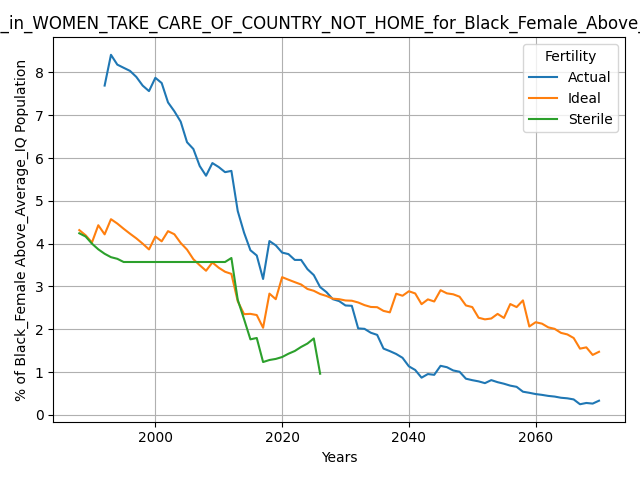 _in_WOMEN_TAKE_CARE_OF_COUNTRY_NOT_HOME_for_Black_Female_Above_
Fertility
Actual
Ideal
Sterile
% of Black_Female Above_Average_IQ Population
8
7
6
5
4
3
2
1
0
2000 2020 2040 2060
Years